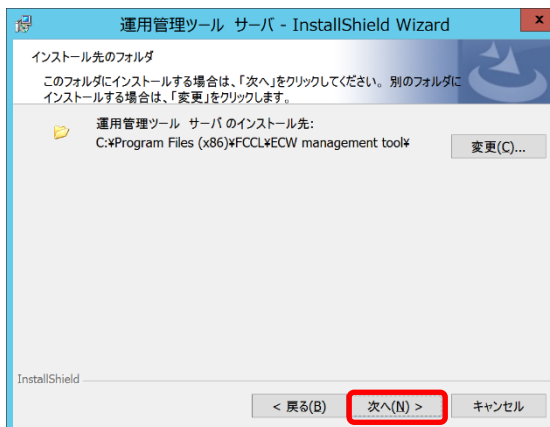 運用管理ツール サーバ - InstallShield Wizard
x
インストール先のフォルダ
このフォルダにインストールする場合は、「次へ」をクリックしてください。別のフォルダに
インストールする場合は、「変更」をクリックします。
運用管理ツール サーバ のインストール先:
C:¥Program Files (x86)¥FCCL¥ECW management tool¥
変更(C)...
InstallShield
< 戻る(B)
次へ(N) >
キャンセル